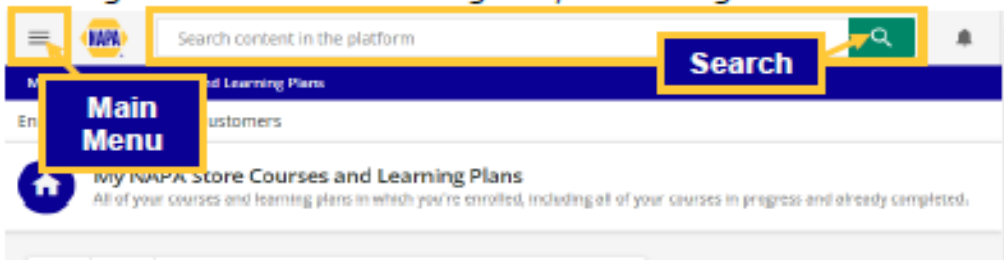 NAPA
Search content in the platform
Search
and Learning Plans
Main
Menu
My NAPA Store Courses and Learning Plans
All of your courses and learning plans in which you're enrolled, including all of your courses in progress and already completed.